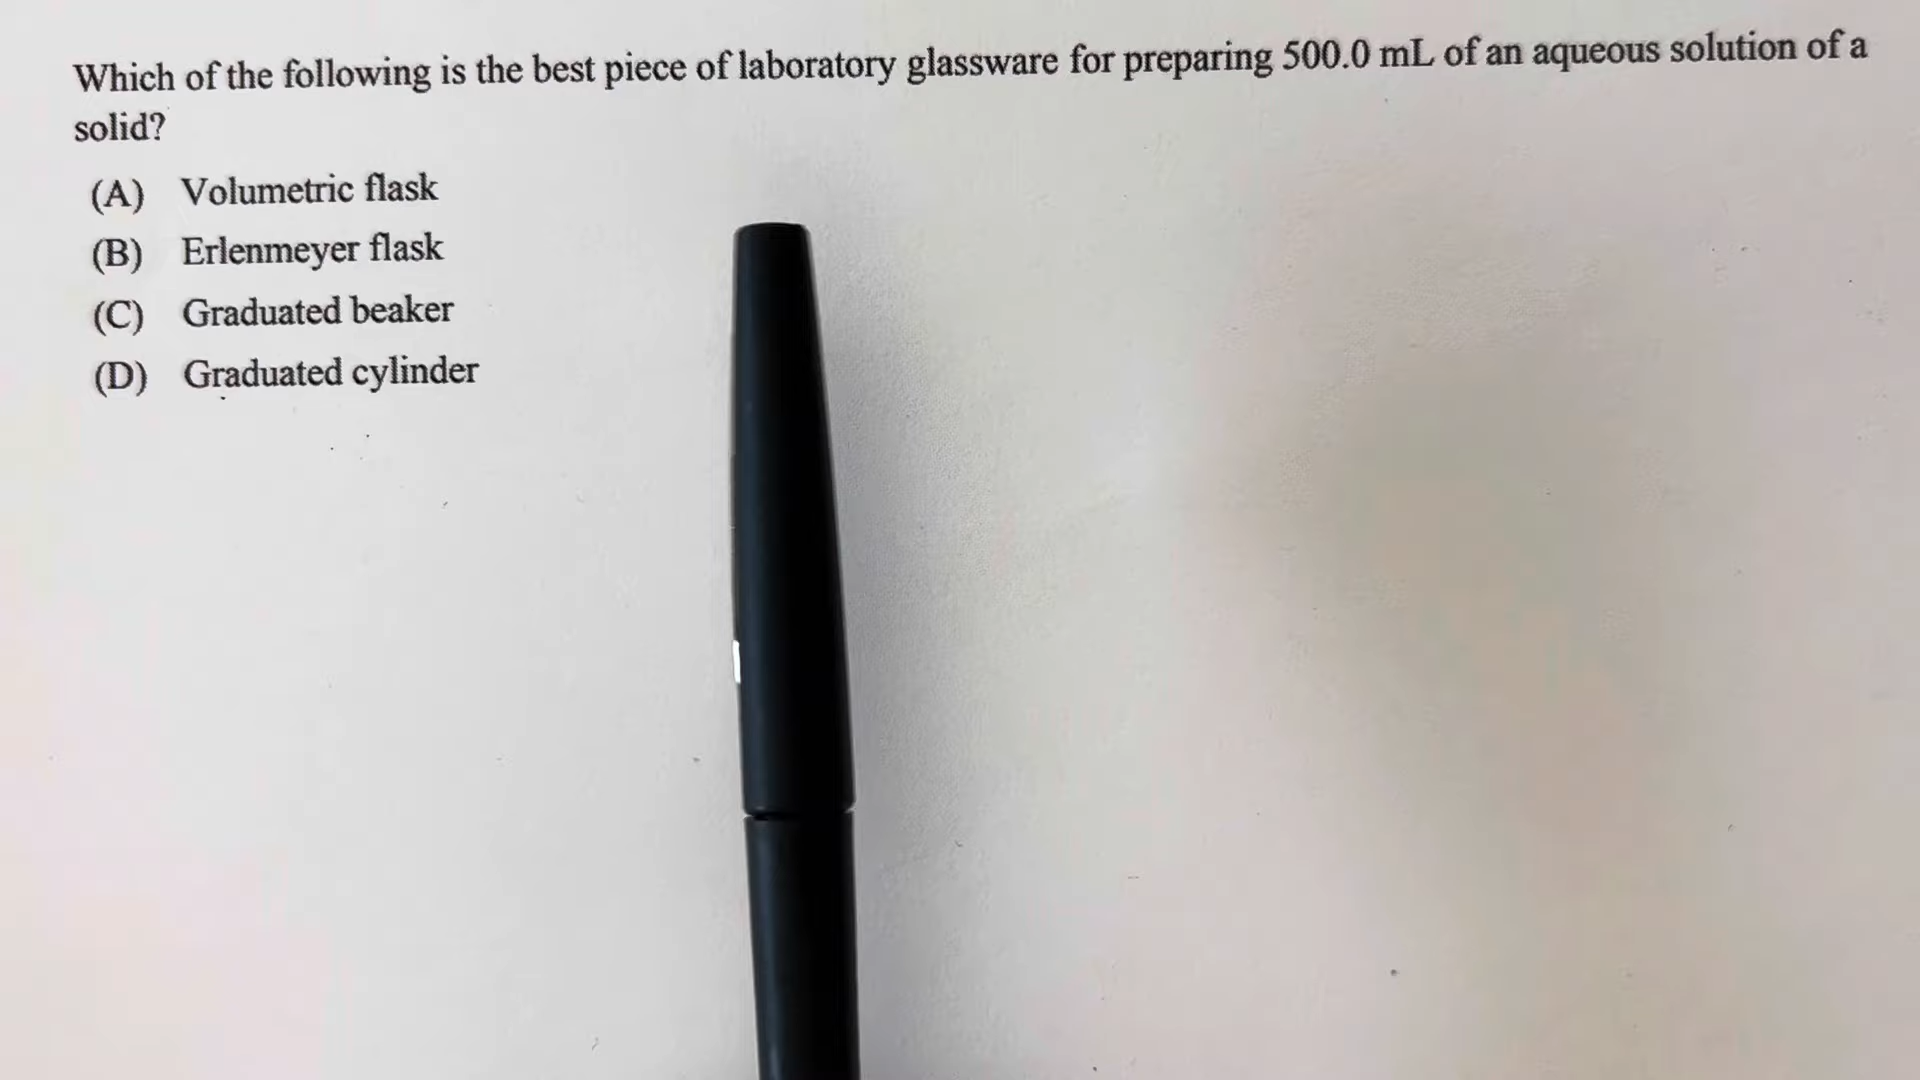 Which of the following is the best piece of laboratory glassware for preparing 500.0 mL of an aqueous solution of a
solid?
(A) Volumetric flask
(B) Erlenmeyer flask
(C) Graduated beaker
(D) Graduated cylinder